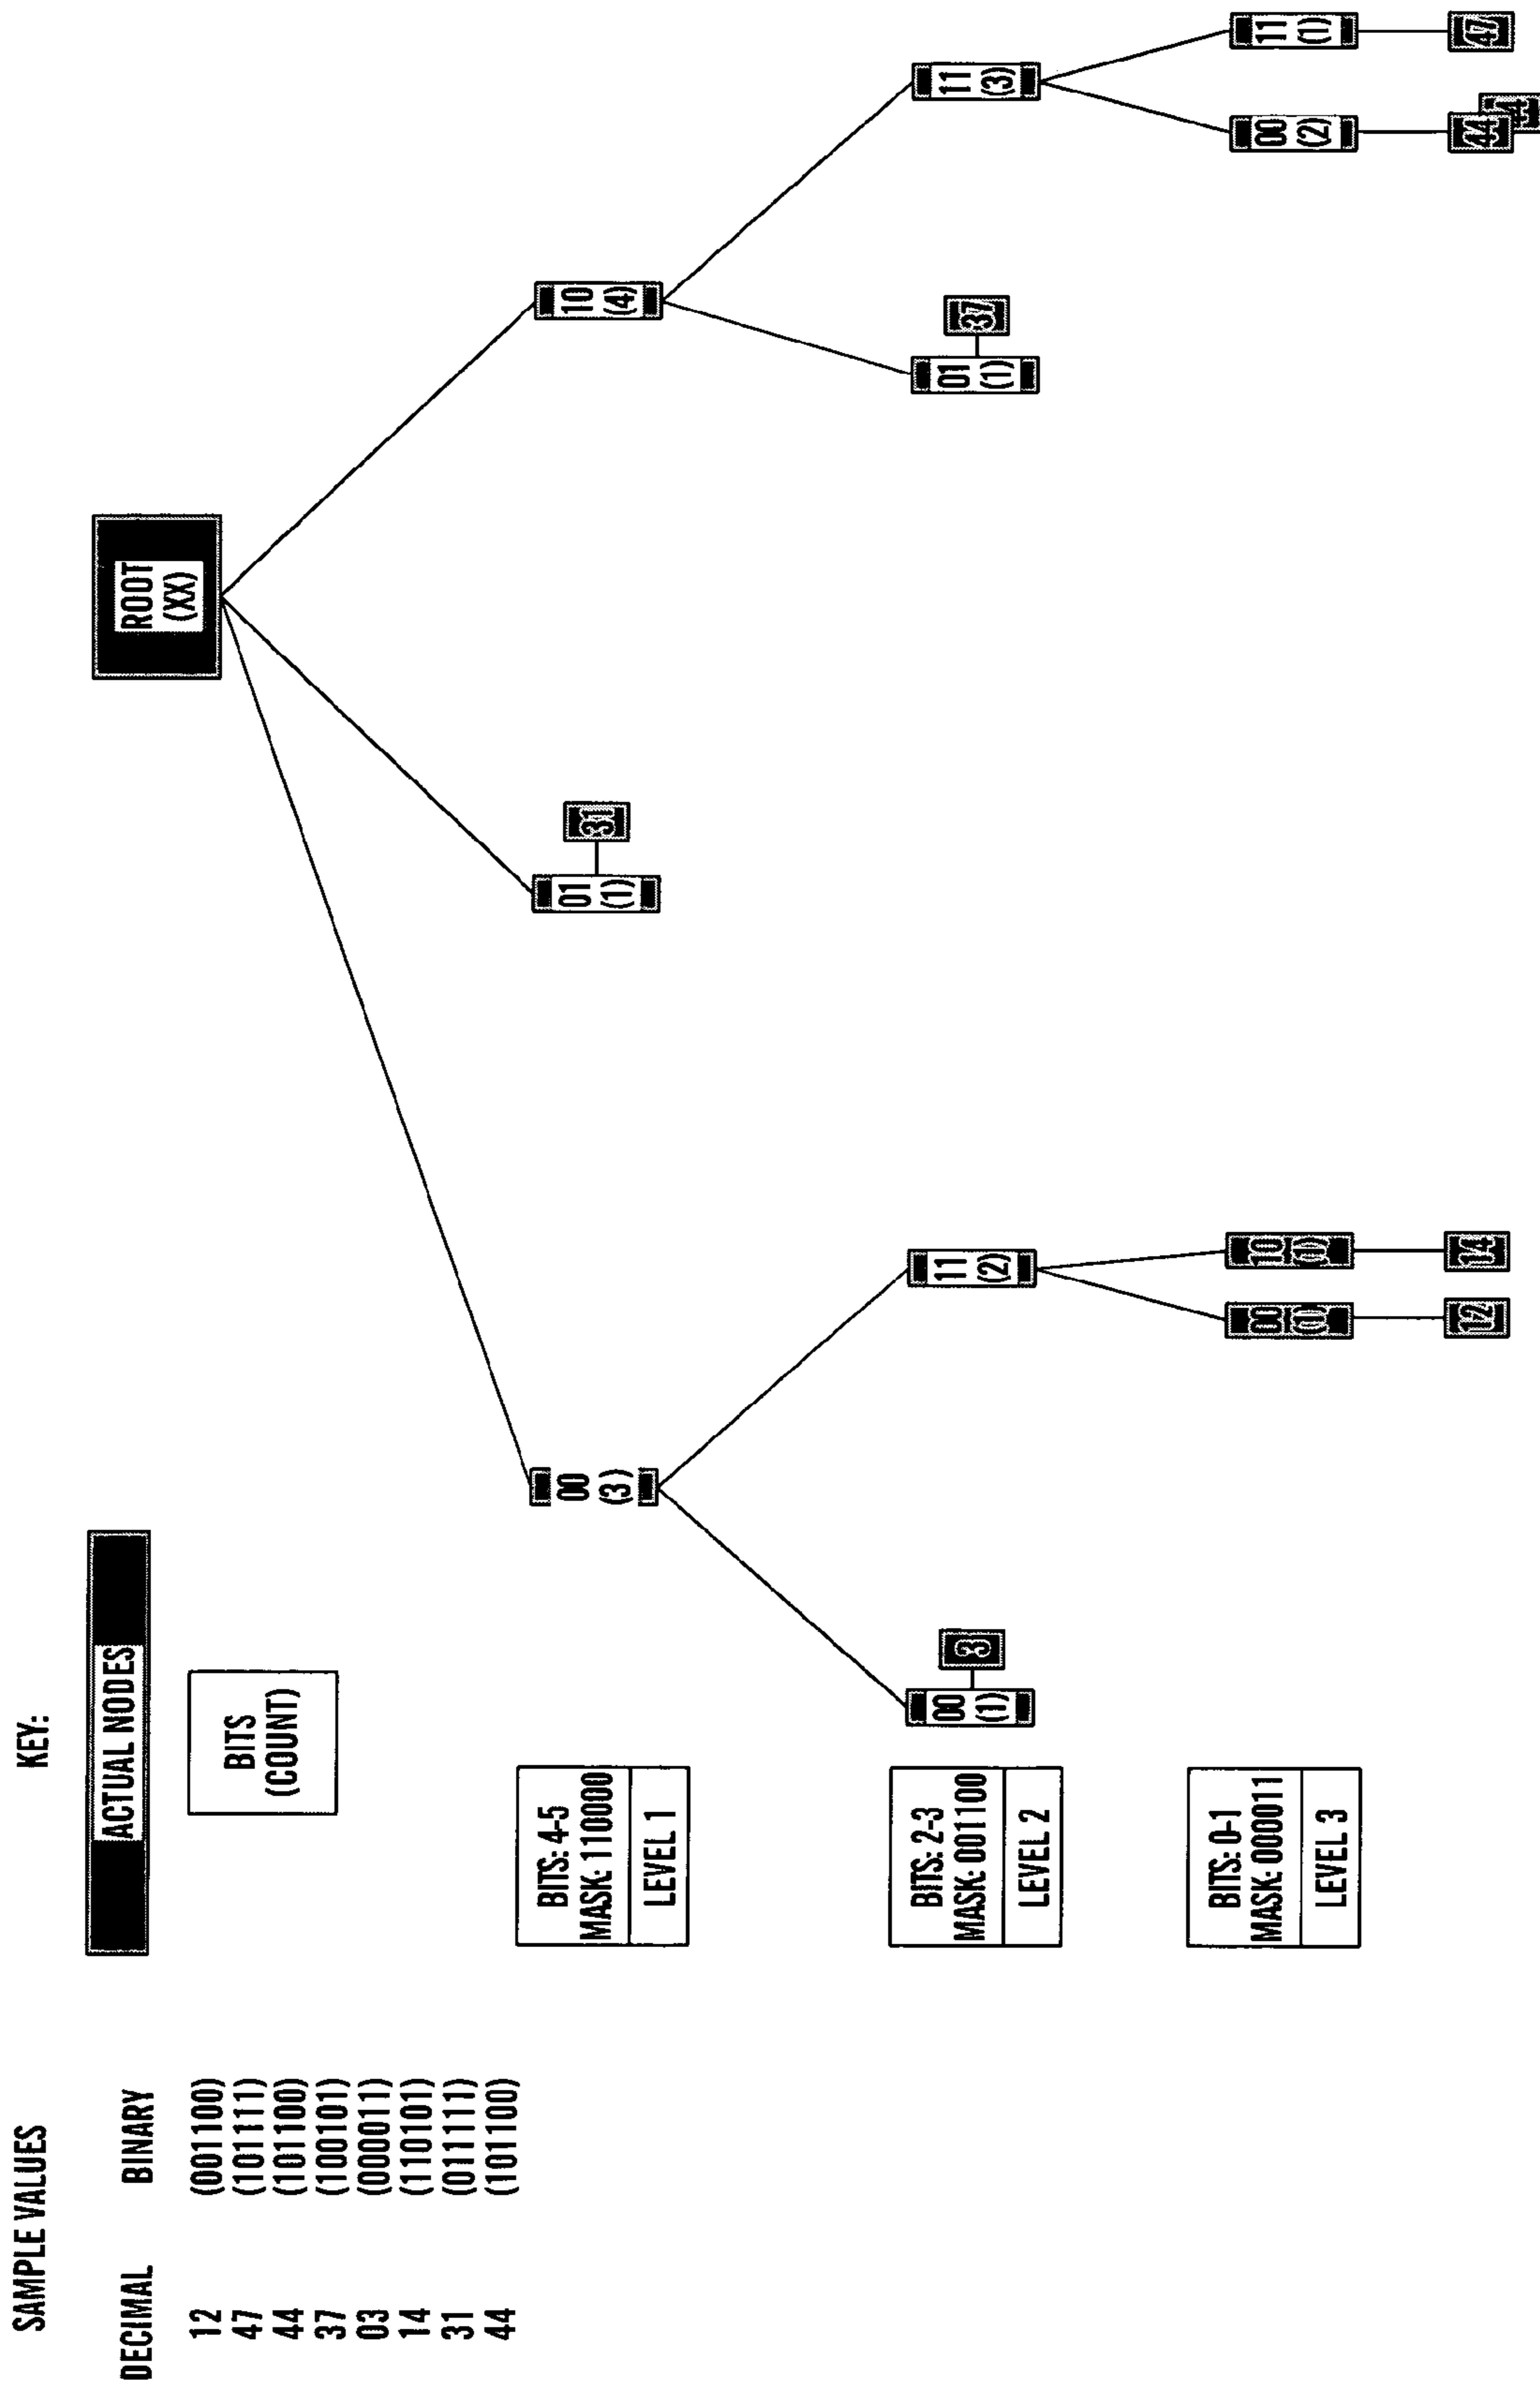 SAMPLE VALUES
DECIMAL BINARY
12 (001100)
47 (101111)
44 (101100)
37 (100101)
03 (000011)
14 (110101)
31 (011111)
44 (101100)
KEY:
ACTUAL NODES
BITS
(COUNT)
ROOT
(XX)
BITS: 4-5
MASK: 110000
LEVEL 1
00
(3)
01
(1)
31
10
(4)
BITS: 2-3
MASK: 001100
LEVEL 2
00
(1)
3
11
(2)
01
(1)
37
11
(3)
BITS: 0-1
MASK: 000011
LEVEL 3
00
(1)
10
(1)
00
(2)
11
(1)
12
14
44
47